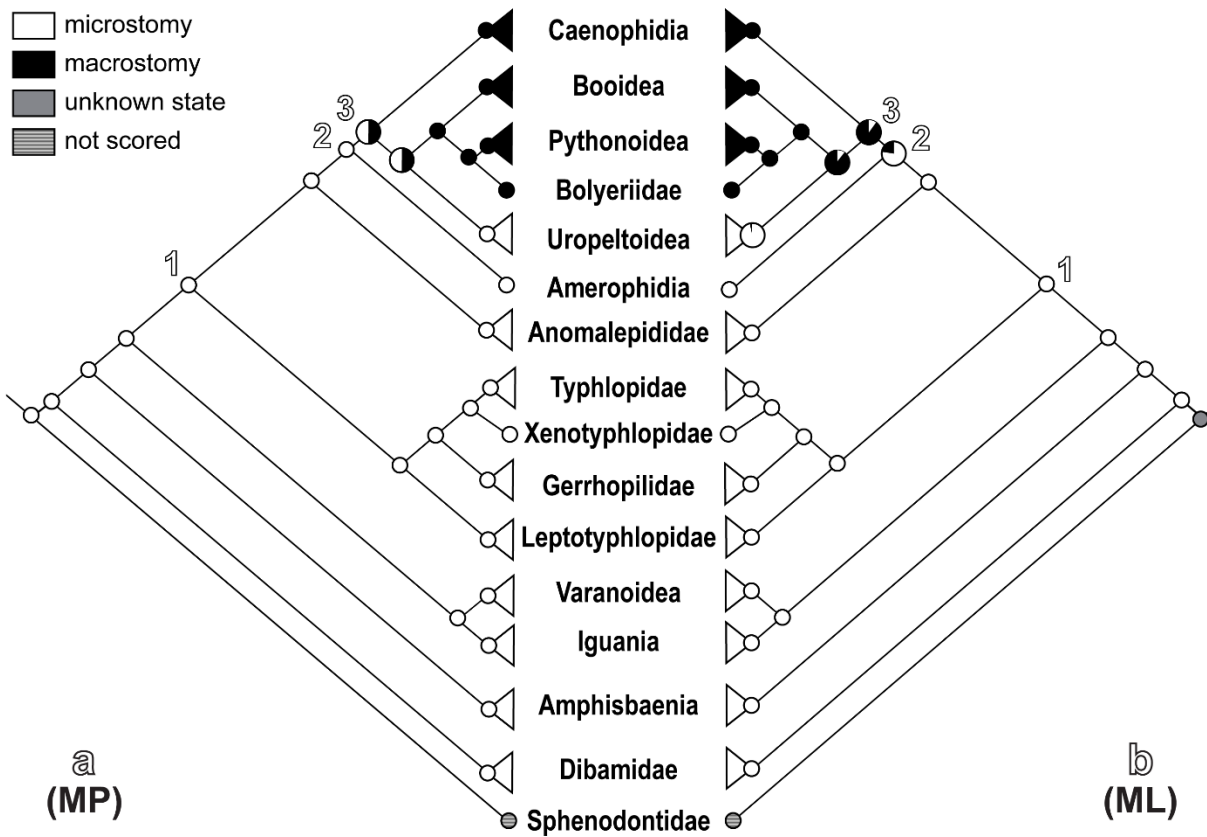 microstomy
macrostomy
unknown state
not scored
Caenophidia
Booidea
Pythonoidea
Bolyeriidae
Uropeltoidea
Amerophidia
Anomalepididae
Typhlopidae
Xenotyphlopidae
Gerrhopilidae
Leptotyphlopidae
Varanoidea
Iguania
Amphisbaenia
Dibamidae
Sphenodontidae
3
2
1
3
2
1
a
(MP)
b
(ML)